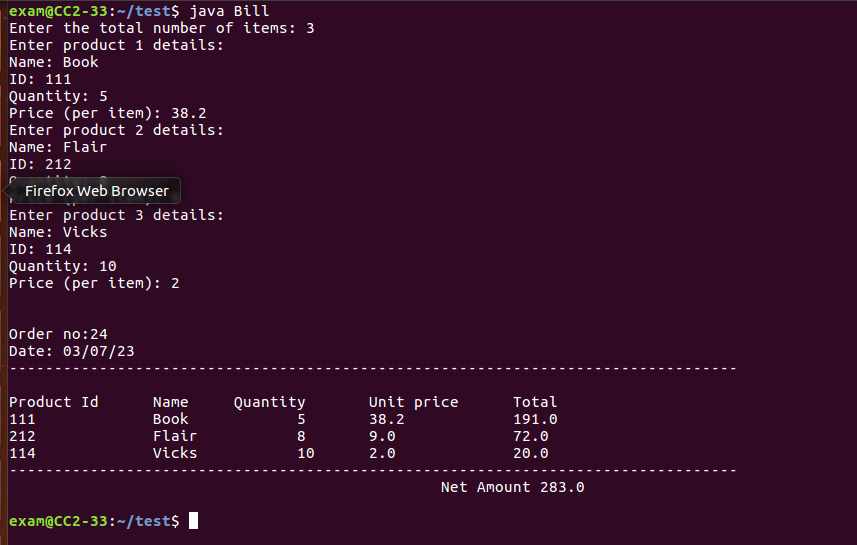 exam@CC2-33:~/test$ java Bill
Enter the total number of items: 3
Enter product 1 details:
Name: Book
ID: 111
Quantity: 5
Price (per item): 38.2
Enter product 2 details:
Name: Flair
ID: 212
Firefox Web Browser
Enter product 3 details:
Name: Vicks
ID: 114
Quantity: 10
Price (per item): 2
Order no:24
Date: 03/07/23
---------------------------------------------------------------------------------
Product Id      Name     Quantity       Unit price      Total
111             Book            5       38.2            191.0
212             Flair           8       9.0             72.0
114             Vicks           10      2.0             20.0
---------------------------------------------------------------------------------
                                                Net Amount 283.0
exam@CC2-33:~/test$